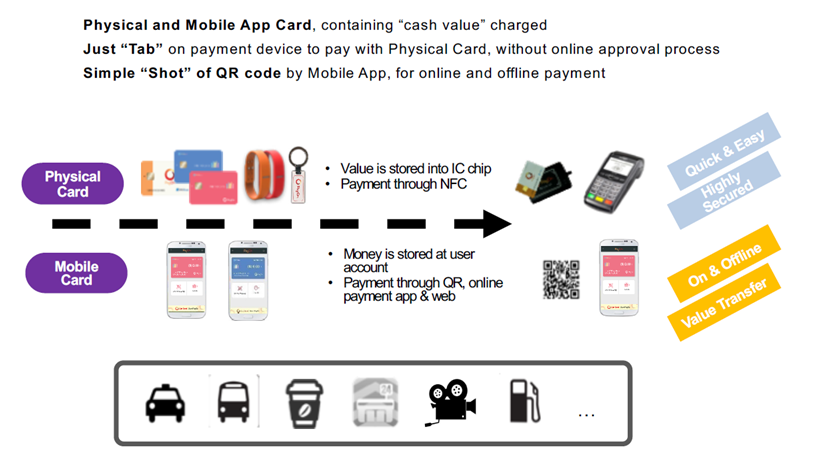 Physical and Mobile App Card, containing “cash value” charged
Just “Tab” on payment device to pay with Physical Card, without online approval process
Simple “Shot” of QR code by Mobile App, for online and offline payment
Physical
Card
• Value is stored into IC chip
• Payment through NFC
Quick & Easy
Highly
Secured
Mobile
Card
• Money is stored at user
account
• Payment through QR, online
payment app & web
On & Offline
Value Transfer
...